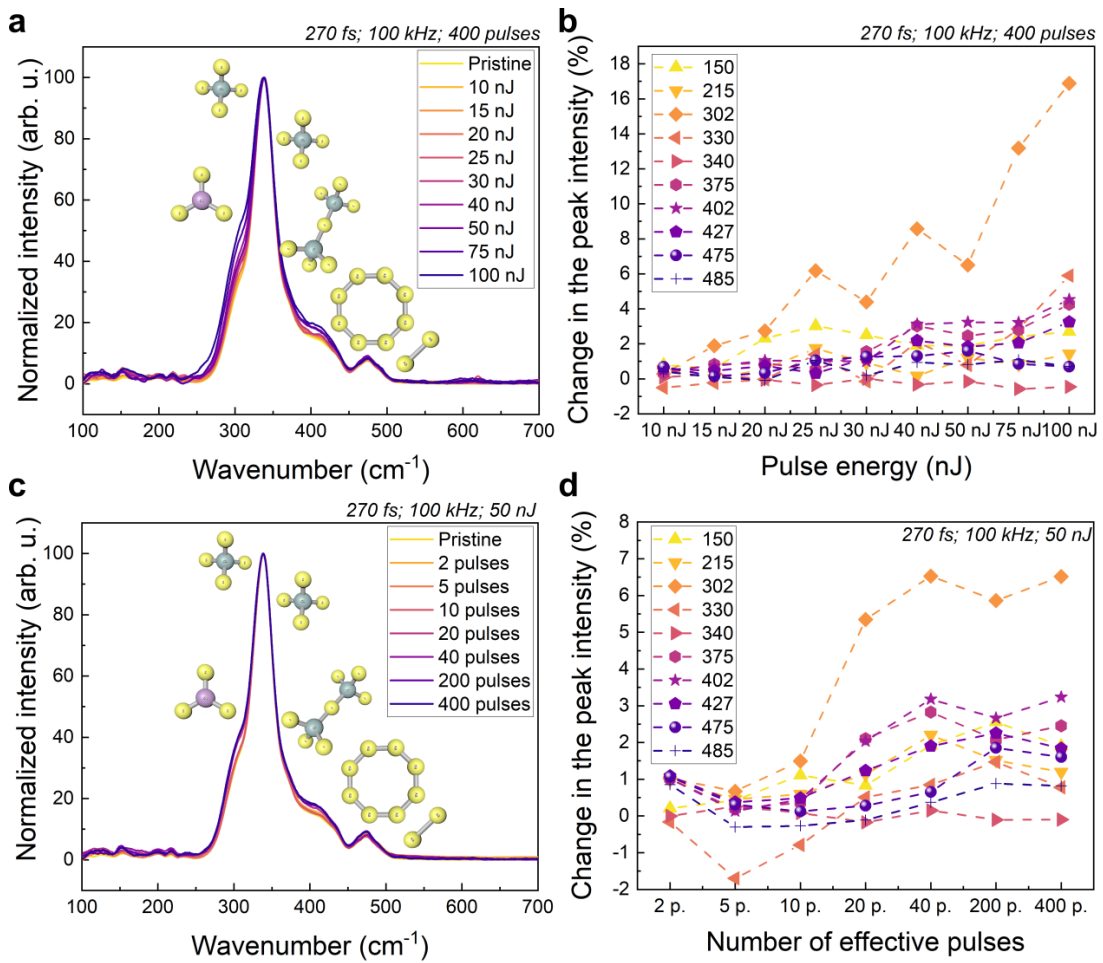 a
270 fs; 100 kHz; 400 pulses
Normalized intensity (arb. u.)
100
80
60
40
20
0
Pristine
10 nJ
15 nJ
20 nJ
25 nJ
30 nJ
40 nJ
50 nJ
75 nJ
100 nJ
100 200 300 400 500 600 700
Wavenumber (cm⁻¹)
b
270 fs; 100 kHz; 400 pulses
Change in the peak intensity (%)
18
16
14
12
10
8
6
4
2
0
-2
150
215
302
330
340
375
402
427
475
485
10 nJ 15 nJ 20 nJ 25 nJ 30 nJ 40 nJ 50 nJ 75 nJ 100 nJ
Pulse energy (nJ)
c
270 fs; 100 kHz; 50 nJ
Normalized intensity (arb. u.)
100
80
60
40
20
0
Pristine
2 pulses
5 pulses
10 pulses
20 pulses
40 pulses
200 pulses
400 pulses
100 200 300 400 500 600 700
Wavenumber (cm⁻¹)
d
270 fs; 100 kHz; 50 nJ
Change in the peak intensity (%)
8
7
6
5
4
3
2
1
0
-1
-2
150
215
302
330
340
375
402
427
475
485
2 p. 5 p. 10 p. 20 p. 40 p. 200 p. 400 p.
Number of effective pulses